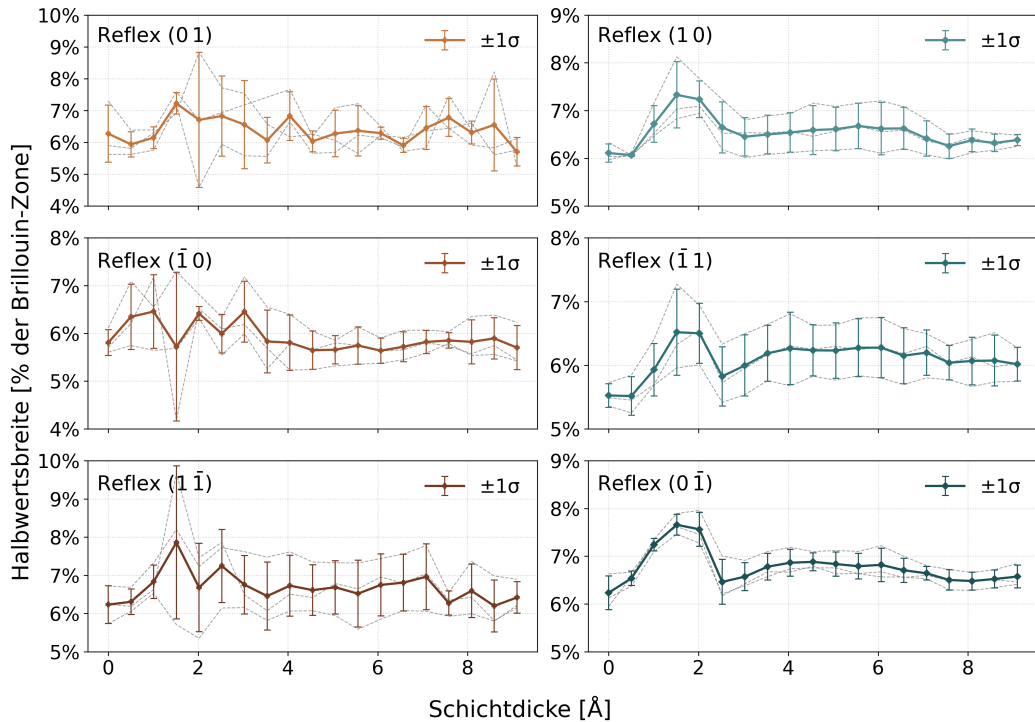 Halbwertsbreite [% der Brillouin-Zone]
Reflex (0 1)
±1σ
10%
9%
8%
7%
6%
5%
4%
Reflex (1 0)
±1σ
9%
8%
7%
6%
5%
Reflex (1̄ 0)
±1σ
8%
7%
6%
5%
4%
Reflex (1̄ 1)
±1σ
8%
7%
6%
5%
Reflex (1 1̄)
±1σ
10%
9%
8%
7%
6%
5%
0 2 4 6 8
Reflex (0 1̄)
±1σ
9%
8%
7%
6%
5%
0 2 4 6 8
Schichtdicke [Å]